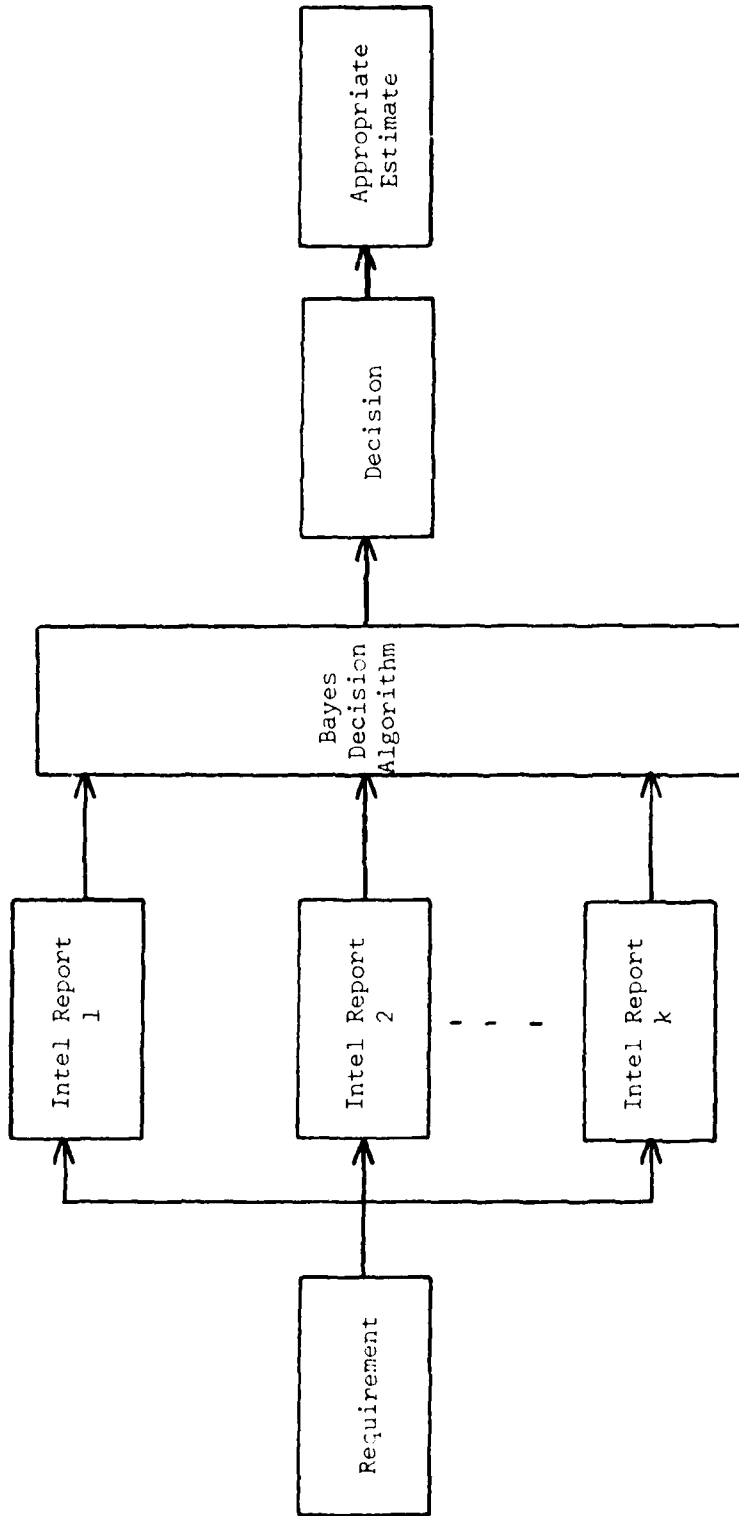 Requirement
Intel Report
1
Intel Report
2
Intel Report
k
Bayes
Decision
Algorithm
Decision
Appropriate
Estimate